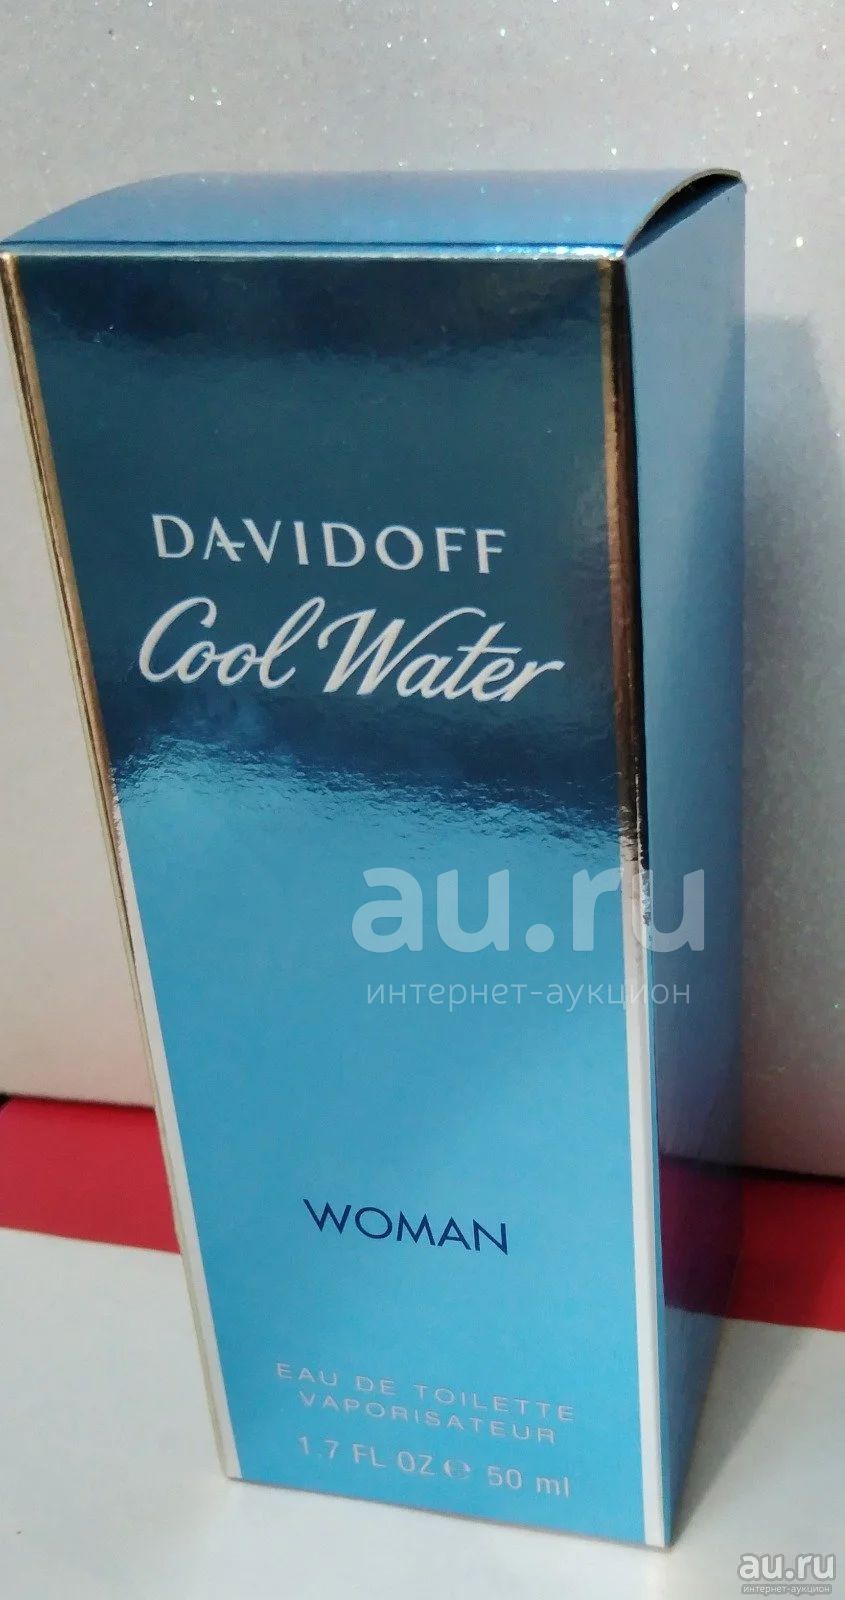 DAVIDOFF
Cool Water
au.ru
интернет-аукцион
WOMAN
EAU DE TOILETTE
VAPORISATEUR
1.7 FL OZ ℮ 50 ml
au.ru
интернет-аукцион